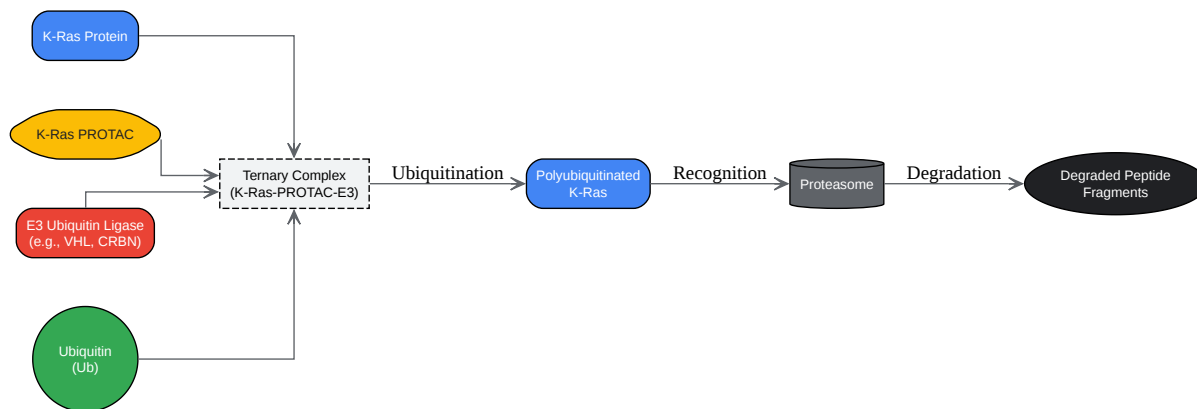 K-Ras Protein
K-Ras PROTAC
E3 Ubiquitin Ligase
(e.g., VHL, CRBN)
Ubiquitin
(Ub)
Ternary Complex
(K-Ras-PROTAC-E3)
Ubiquitination
Polyubiquitinated
K-Ras
Recognition
Proteasome
Degradation
Degraded Peptide
Fragments